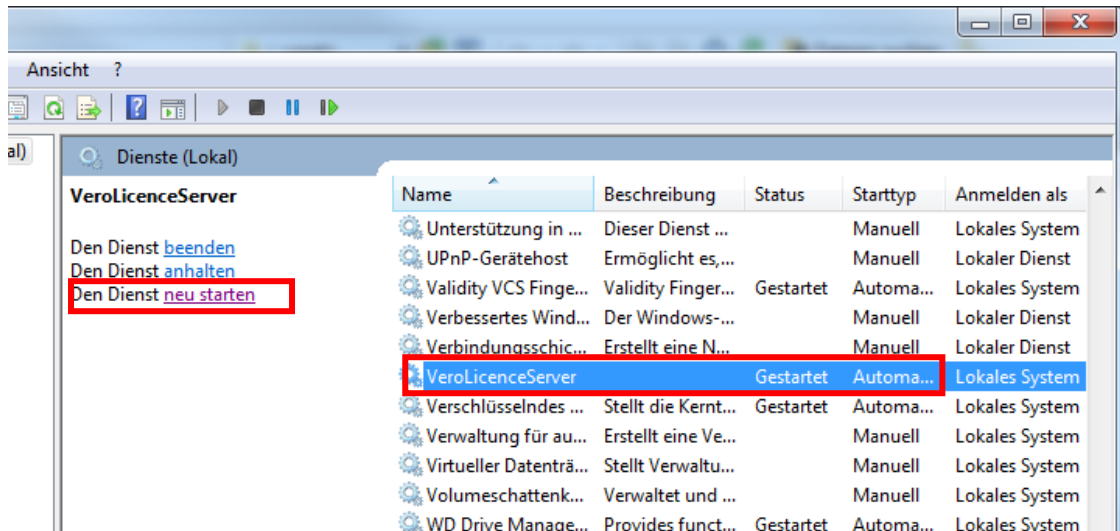 Ansicht ?
al)
Dienste (Lokal)
VeroLicenceServer
Den Dienst beenden
Den Dienst anhalten
Den Dienst neu starten
Name Beschreibung Status Starttyp Anmelden als
Unterstützung in ... Dieser Dienst ... Manuell Lokales System
UPnP-Gerätehost Ermöglicht es,... Manuell Lokaler Dienst
Validity VCS Finge... Validity Finger... Gestartet Automa... Lokales System
Verbessertes Wind... Der Windows-... Manuell Lokaler Dienst
Verbindungsschic... Erstellt eine N... Manuell Lokaler Dienst
VeroLicenceServer Gestartet Automa... Lokales System
Verschlüsselndes ... Stellt die Kernt... Gestartet Automa... Lokales System
Verwaltung für au... Erstellt eine Ve... Manuell Lokales System
Virtueller Datenträ... Stellt Verwaltu... Manuell Lokales System
Volumeschattenk... Verwaltet und ... Manuell Lokales System
WD Drive Manage... Provides funct... Gestartet Automa... Lokales System